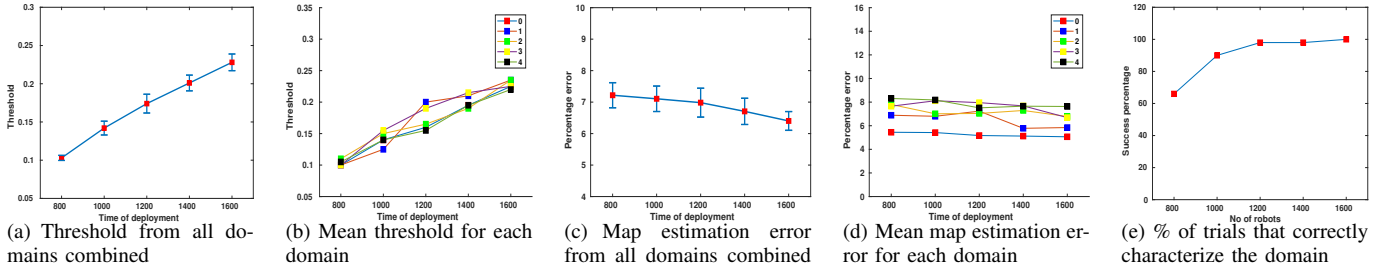 0.3
0.25
0.2
0.15
0.1
0.05
Threshold
800 1000 1200 1400 1600
Time of deployment
(a) Threshold from all do-
mains combined
0.35
0.3
0.25
0.2
0.15
0.1
0.05
Threshold
0
1
2
3
4
800 1000 1200 1400 1600
Time of deployment
(b) Mean threshold for each
domain
10
9
8
7
6
5
4
Percentage error
800 1000 1200 1400 1600
Time of deployment
(c) Map estimation error
from all domains combined
16
14
12
10
8
6
4
2
0
Percentage error
0
1
2
3
4
800 1000 1200 1400 1600
Time of deployment
(d) Mean map estimation er-
ror for each domain
120
100
80
60
40
20
0
Success percentage
800 1000 1200 1400 1600
No of robots
(e) % of trials that correctly
characterize the domain